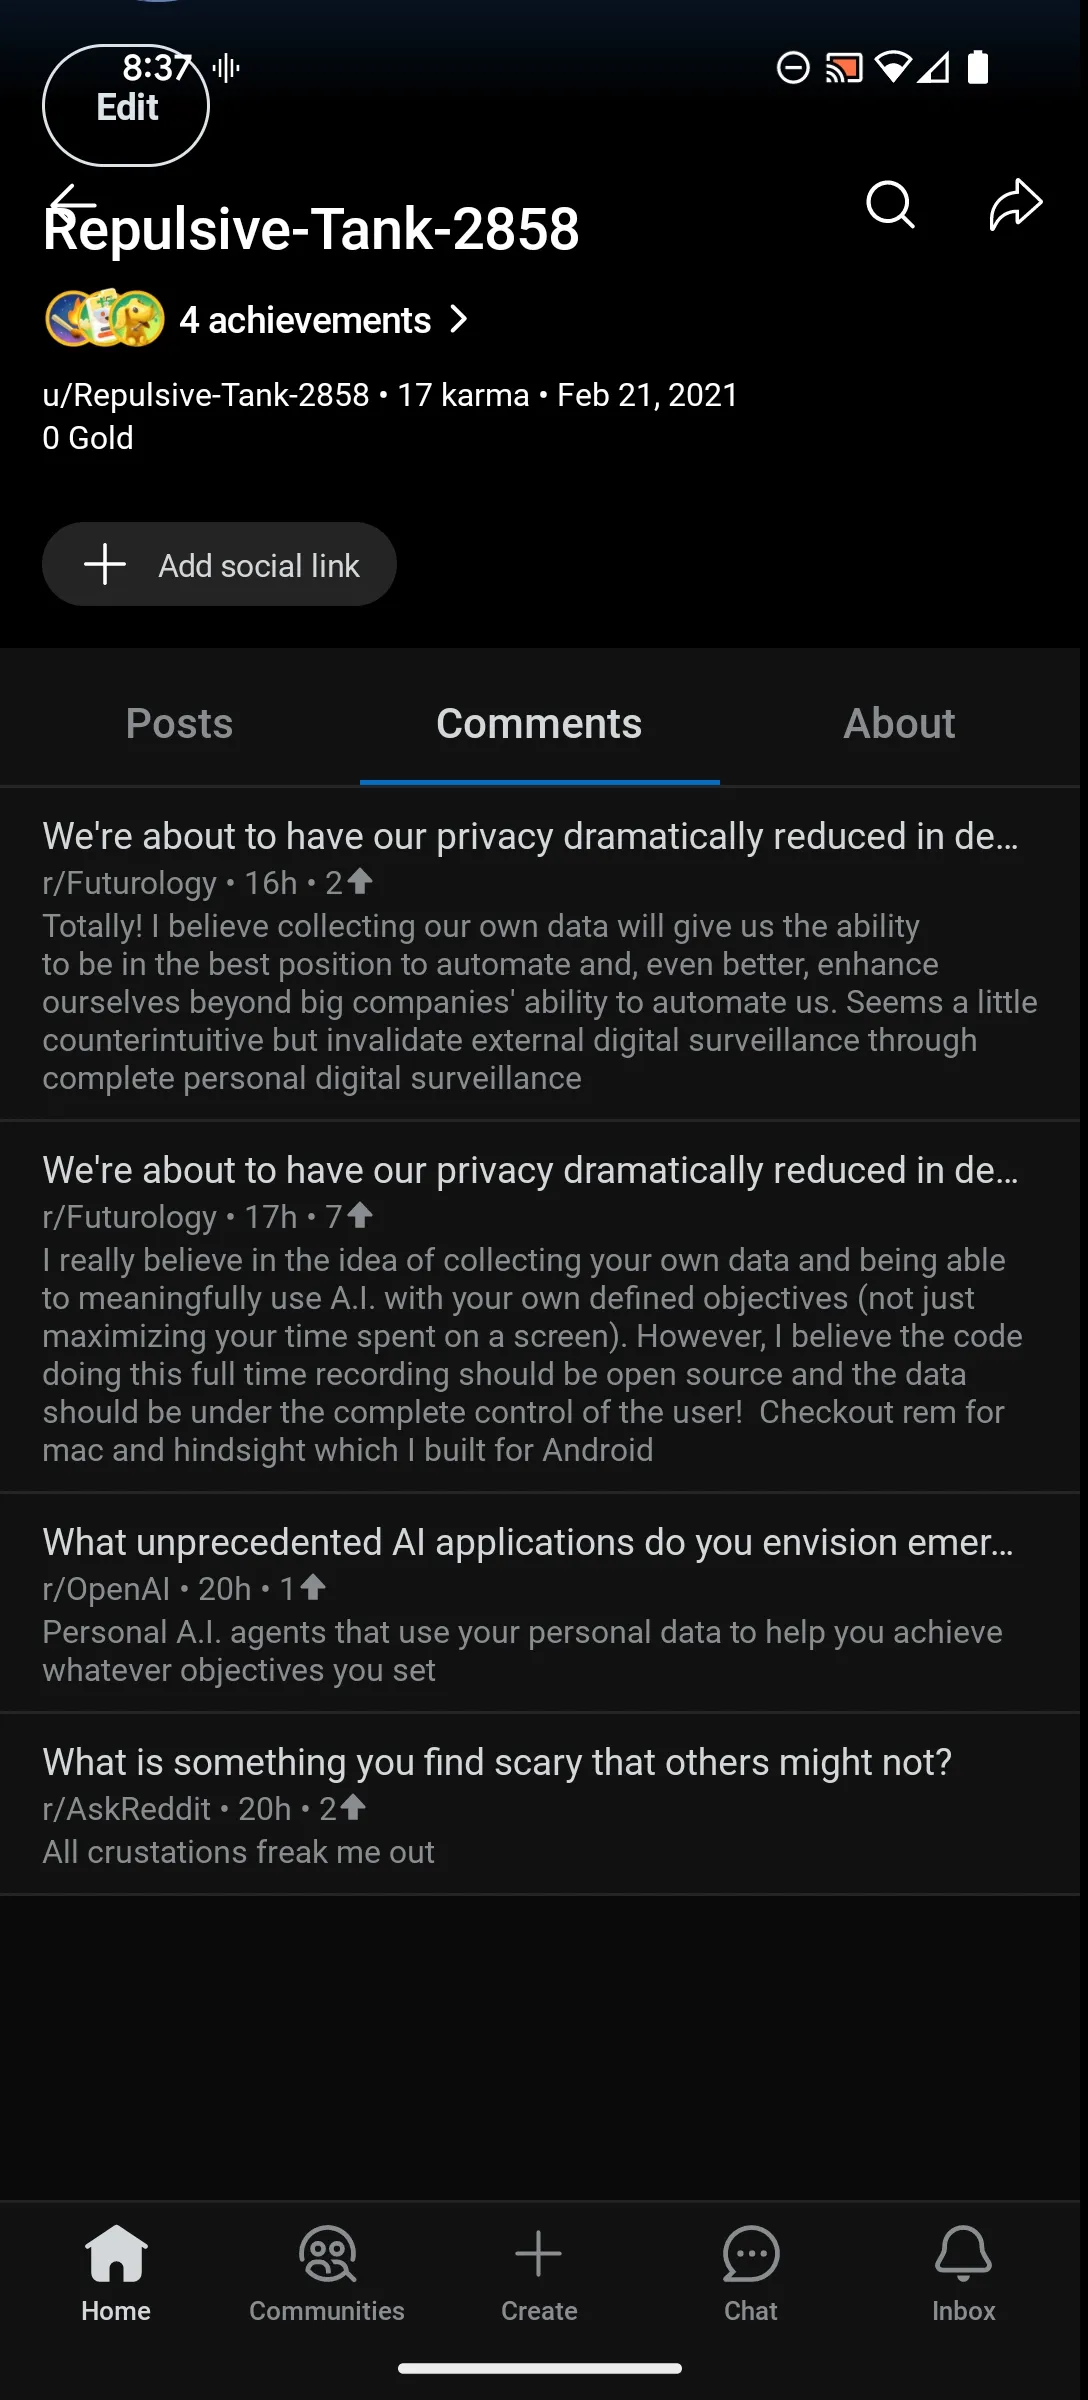 8:37
Edit
Repulsive-Tank-2858
4 achievements
u/Repulsive-Tank-2858 • 17 karma • Feb 21, 2021
0 Gold
Add social link
Posts Comments About
We're about to have our privacy dramatically reduced in de...
r/Futurology • 16h • 2
Totally! I believe collecting our own data will give us the ability
to be in the best position to automate and, even better, enhance
ourselves beyond big companies' ability to automate us. Seems a little
counterintuitive but invalidate external digital surveillance through
complete personal digital surveillance
We're about to have our privacy dramatically reduced in de...
r/Futurology • 17h • 7
I really believe in the idea of collecting your own data and being able
to meaningfully use A.I. with your own defined objectives (not just
maximizing your time spent on a screen). However, I believe the code
doing this full time recording should be open source and the data
should be under the complete control of the user!  Checkout rem for
mac and hindsight which I built for Android
What unprecedented AI applications do you envision emer...
r/OpenAI • 20h • 1
Personal A.I. agents that use your personal data to help you achieve
whatever objectives you set
What is something you find scary that others might not?
r/AskReddit • 20h • 2
All crustations freak me out
Home Communities Create Chat Inbox